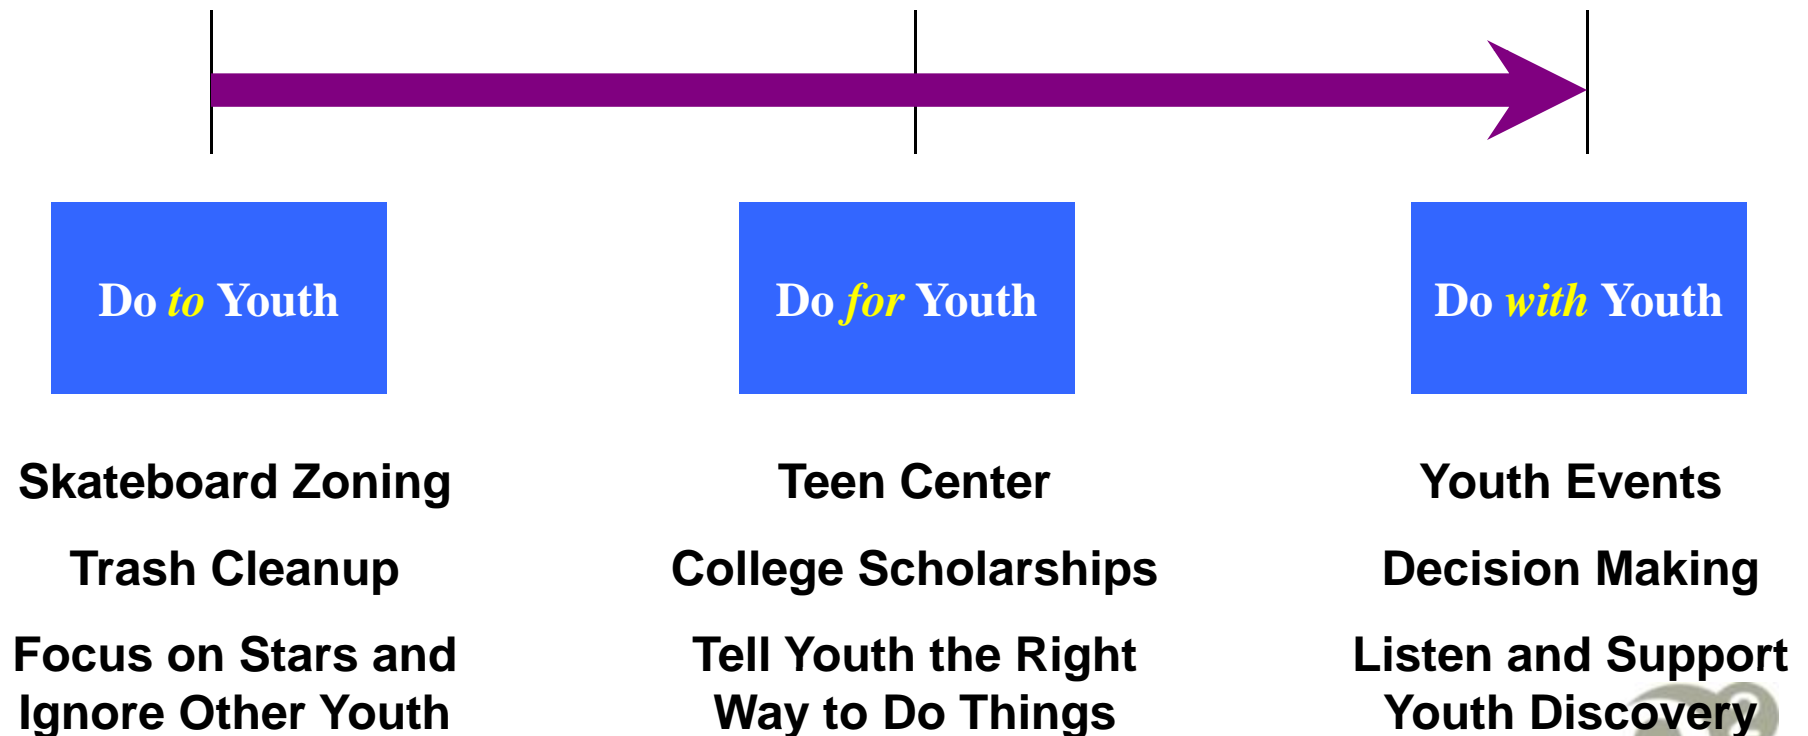 Do to Youth
Do for Youth
Do with Youth
Skateboard Zoning
Trash Cleanup
Focus on Stars and
Ignore Other Youth
Teen Center
College Scholarships
Tell Youth the Right
Way to Do Things
Youth Events
Decision Making
Listen and Support
Youth Discovery